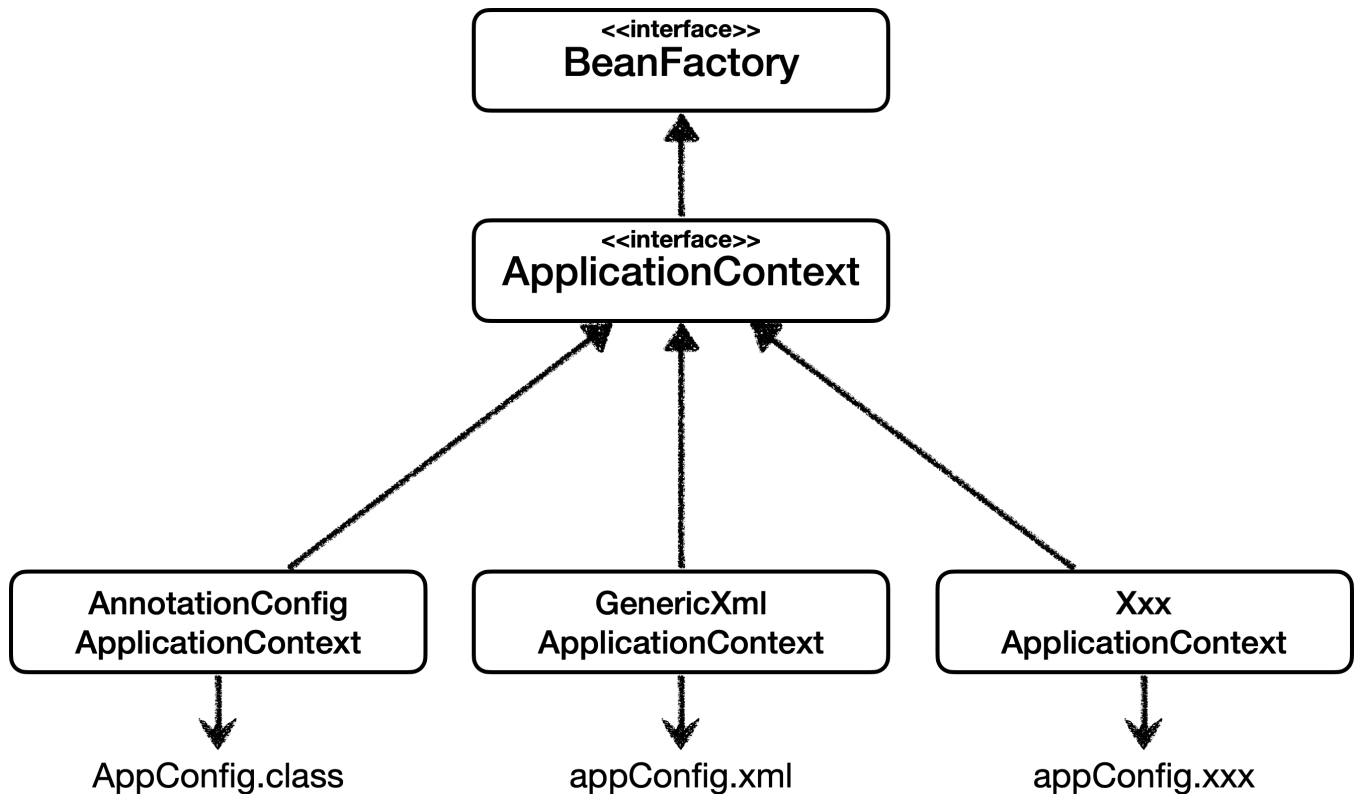 <<interface>>
BeanFactory
<<interface>>
ApplicationContext
AnnotationConfig
ApplicationContext
GenericXml
ApplicationContext
Xxx
ApplicationContext
AppConfig.class
appConfig.xml
appConfig.xxx